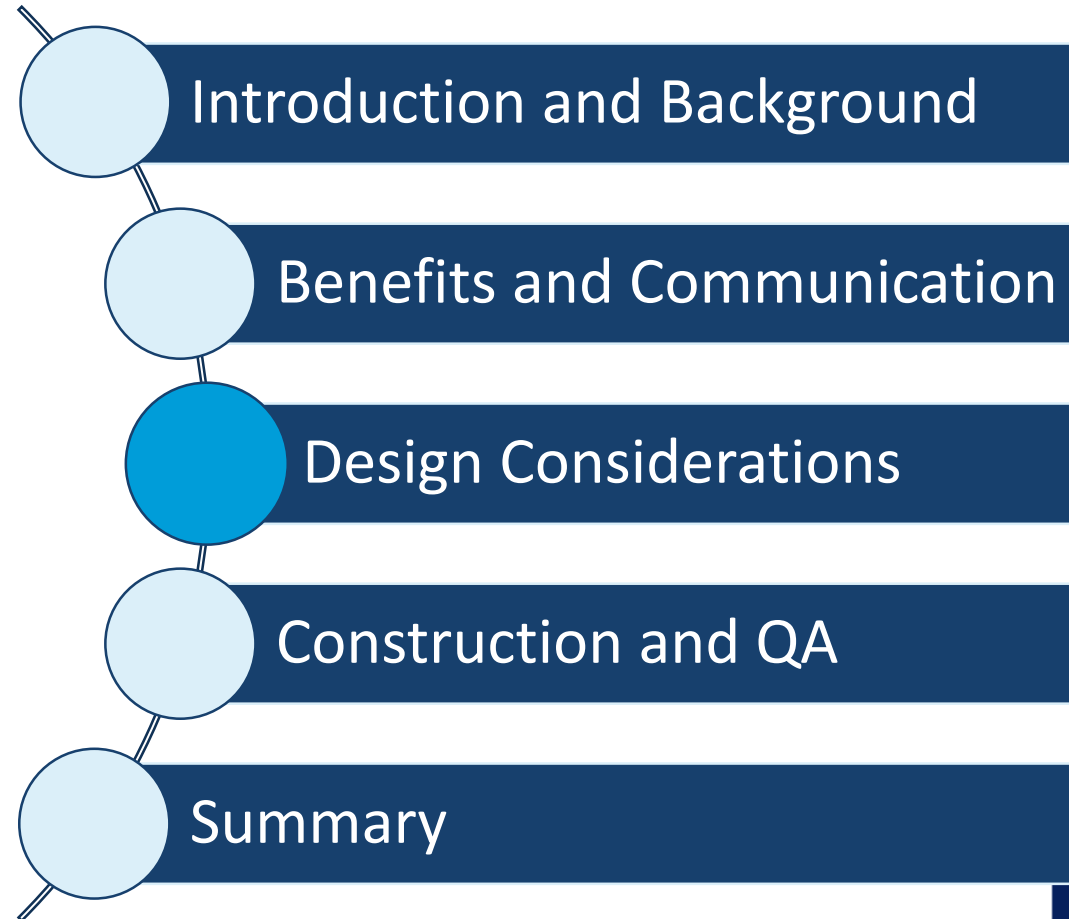 Introduction and Background
Benefits and Communication
Design Considerations
Construction and QA
Summary